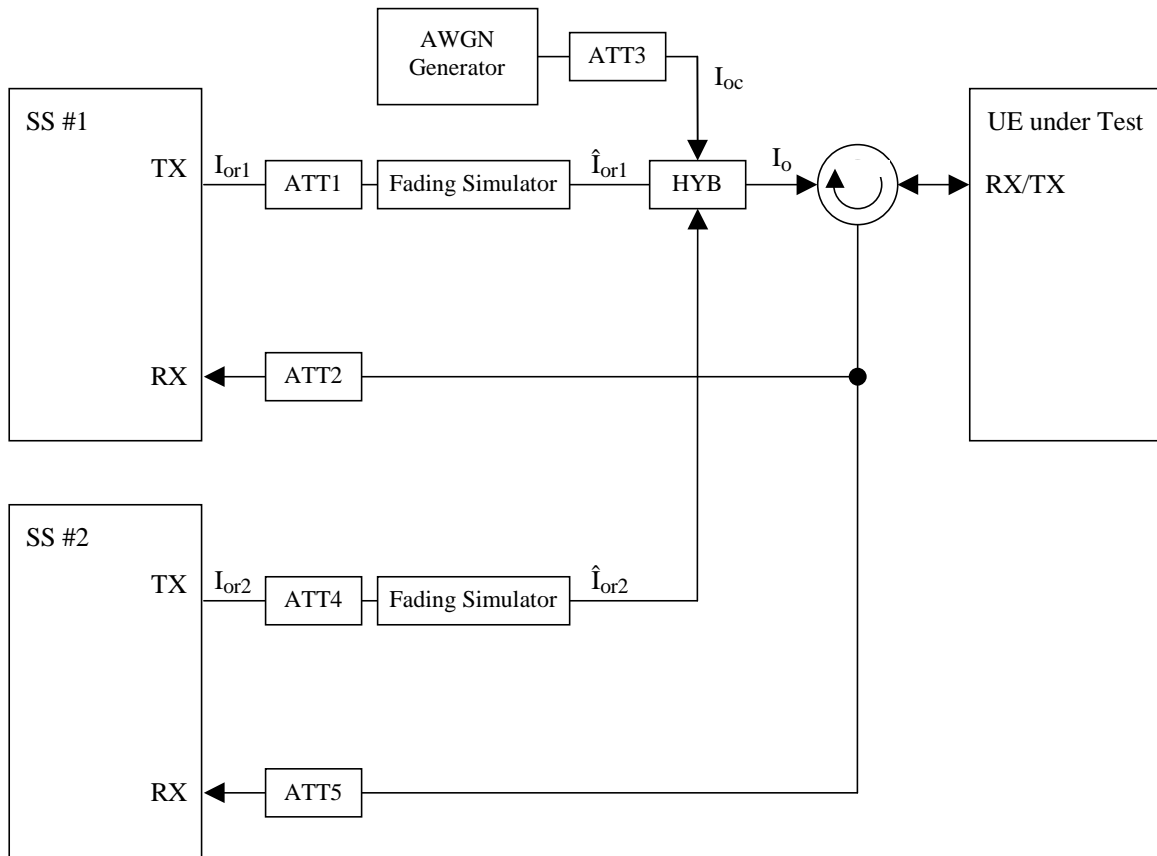 AWGN
Generator
ATT3
I_oc
SS #1
UE under Test
TX
I_or1
ATT1
Fading Simulator
Î_or1
HYB
I_o
RX/TX
RX
ATT2
SS #2
TX
I_or2
ATT4
Fading Simulator
Î_or2
RX
ATT5